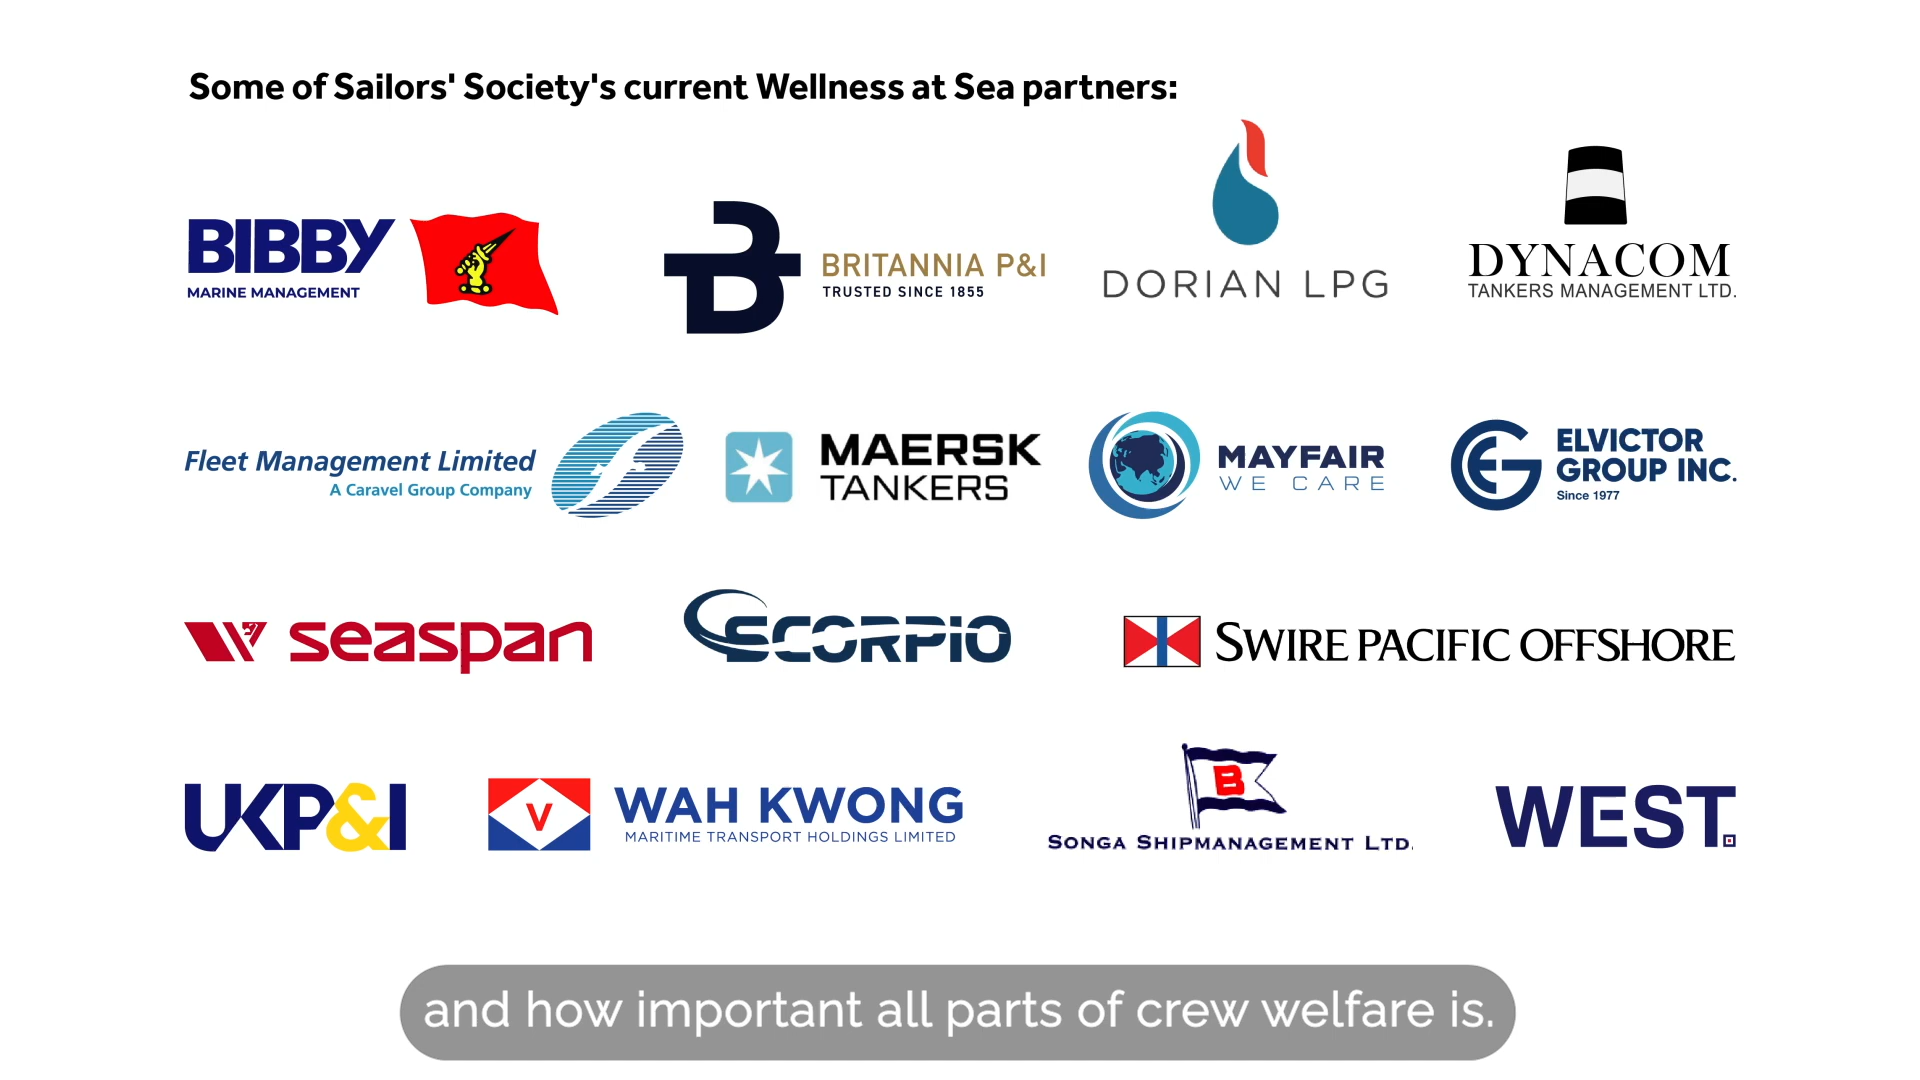 Some of Sailors' Society's current Wellness at Sea partners:
BIBBY
MARINE MANAGEMENT
B
BRITANNIA P&I
TRUSTED SINCE 1855
DORIAN LPG
DYNACOM
TANKERS MANAGEMENT LTD.
Fleet Management Limited
A Caravel Group Company
MAERSK
TANKERS
MAYFAIR
WE CARE
ELVICTOR
GROUP INC.
Since 1977
seaspan
SCORPIO
SWIRE PACIFIC OFFSHORE
UKP&I
V
WAH KWONG
MARITIME TRANSPORT HOLDINGS LIMITED
B
SONGA SHIPMANAGEMENT LTD.
WEST.
and how important all parts of crew welfare is.